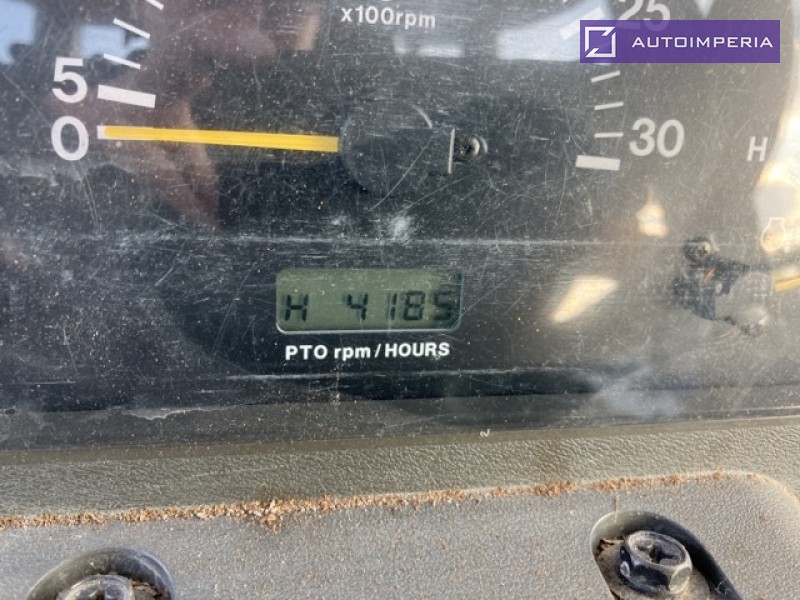 x100rpm
25
AUTOIMPERIA
5
0
30
H
H 4185
PTO rpm/HOURS